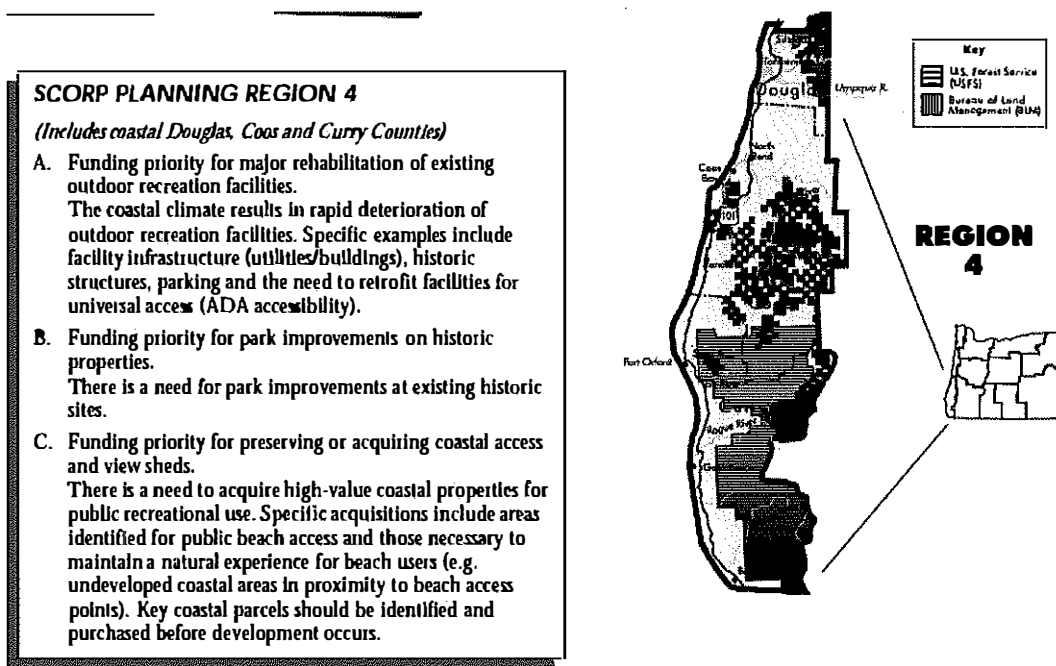 SCORP PLANNING REGION 4
(Includes coastal Douglas, Coos and Curry Counties)
A. Funding priority for major rehabilitation of existing
outdoor recreation facilities.
The coastal climate results in rapid deterioration of
outdoor recreation facilities. Specific examples include
facility infrastructure (utilities/buildings), historic
structures, parking and the need to retrofit facilities for
universal access (ADA accessibility).
B. Funding priority for park improvements on historic
properties.
There is a need for park improvements at existing historic
sites.
C. Funding priority for preserving or acquiring coastal access
and view sheds.
There is a need to acquire high-value coastal properties for
public recreational use. Specific acquisitions include areas
identified for public beach access and those necessary to
maintain a natural experience for beach users (e.g.
undeveloped coastal areas in proximity to beach access
points). Key coastal parcels should be identified and
purchased before development occurs.
Key
U.S. Forest Service
(USFS)
Bureau of Land
Management (BLM)
Douglas
Umpqua R.
North
Bend
Coos
Bay
101
Port Orford
Rogue River
REGION
4